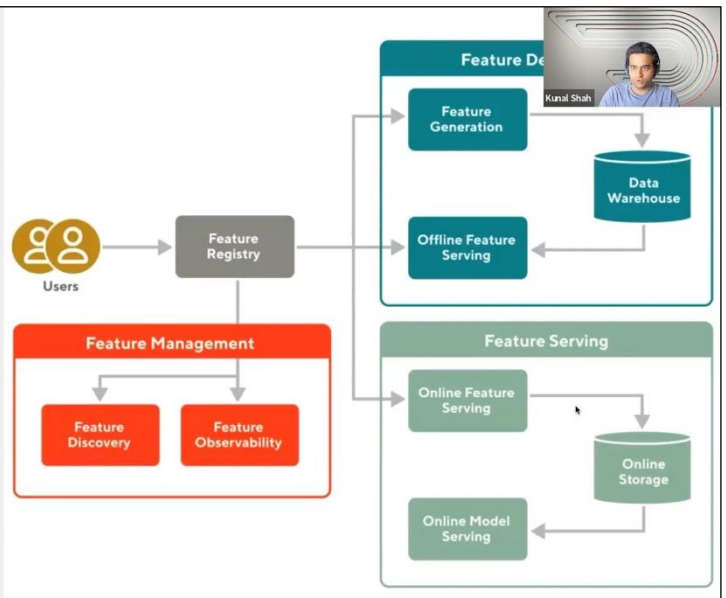 Feature De
Kunal Shah
Feature
Generation
Data
Warehouse
Feature
Registry
Offline Feature
Serving
Users
Feature Management
Feature Serving
Feature
Discovery
Feature
Observability
Online Feature
Serving
Online
Storage
Online Model
Serving